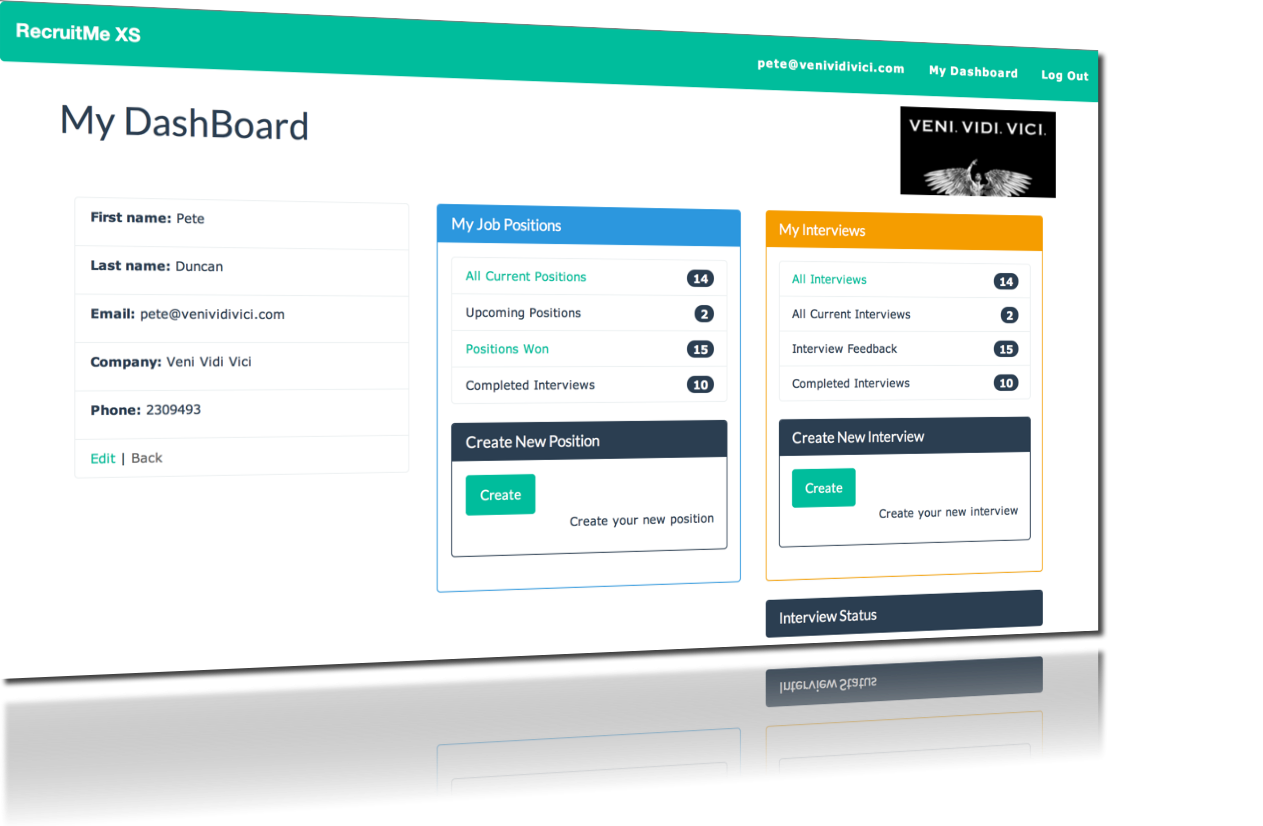 RecruitMe XS
pete@venividivici.com My Dashboard Log Out
My DashBoard
VENI. VIDI. VICI.
First name: Pete
Last name: Duncan
Email: pete@venividivici.com
Company: Veni Vidi Vici
Phone: 2309493
Edit | Back
My Job Positions
All Current Positions 14
Upcoming Positions 2
Positions Won 15
Completed Interviews 10
Create New Position
Create
Create your new position
My Interviews
All Interviews 14
All Current Interviews 2
Interview Feedback 15
Completed Interviews 10
Create New Interview
Create
Create your new interview
Interview Status
Interview Status